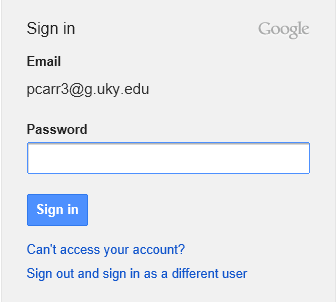 Sign in Google
Email
pcarr3@g.uky.edu
Password
Sign in
Can't access your account?
Sign out and sign in as a different user